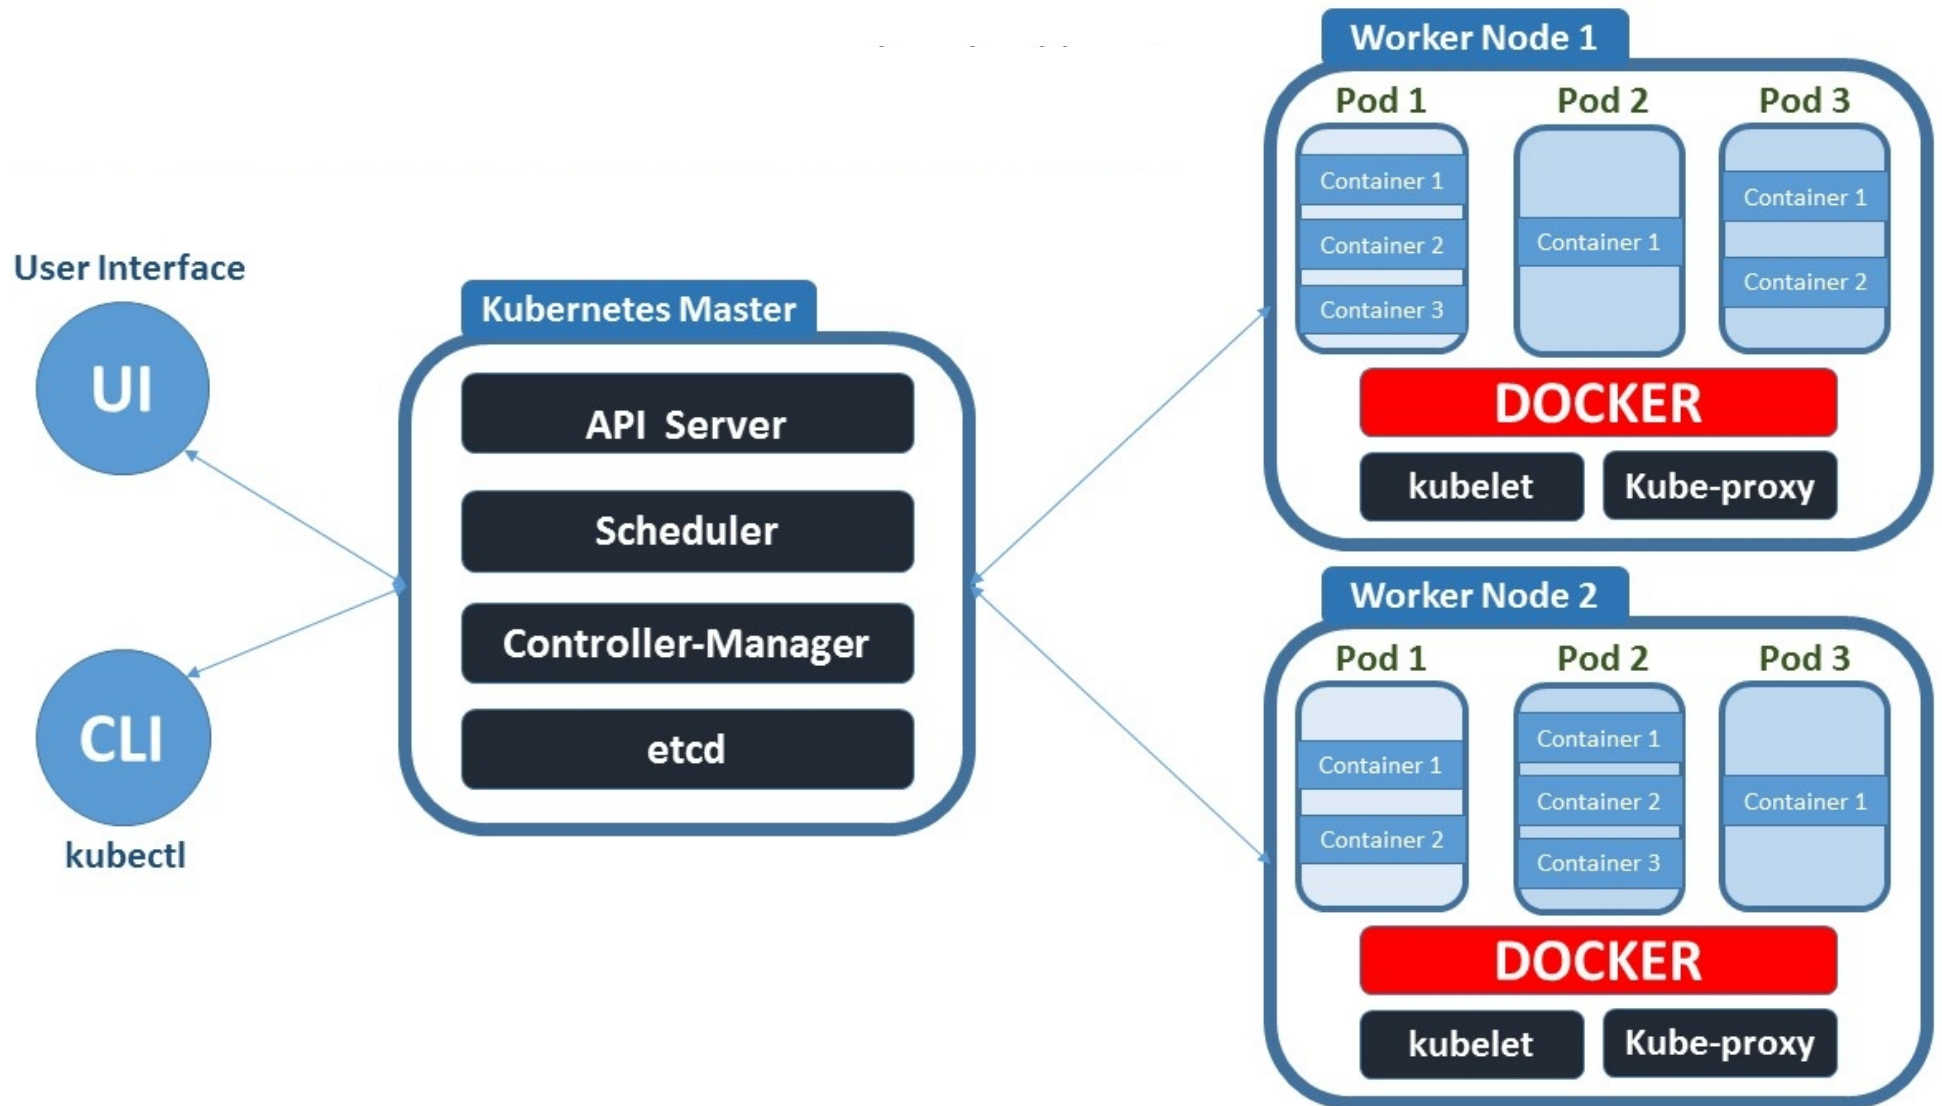 User Interface
UI
CLI
kubectl
Kubernetes Master
API Server
Scheduler
Controller-Manager
etcd
Worker Node 1
Pod 1
Container 1
Container 2
Container 3
Pod 2
Container 1
Pod 3
Container 1
Container 2
DOCKER
kubelet
Kube-proxy
Worker Node 2
Pod 1
Container 1
Container 2
Pod 2
Container 1
Container 2
Container 3
Pod 3
Container 1
DOCKER
kubelet
Kube-proxy